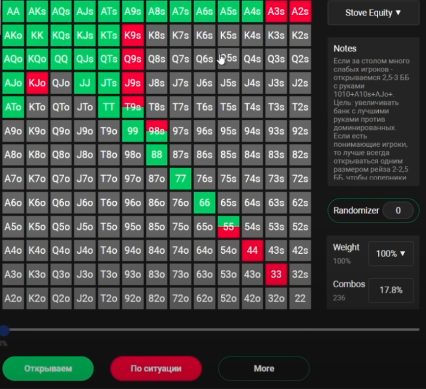 AA AKs AQs AJs ATs A9s A8s A7s A6s A5s A4s A3s A2s
AKo KK KQs KJs KTs K9s K8s K7s K6s K5s K4s K3s K2s
AQo KQo QQ QJs QTs Q9s Q8s Q7s Q6s Q5s Q4s Q3s Q2s
AJo KJo QJo JJ JTs J9s J8s J7s J6s J5s J4s J3s J2s
ATo KTo QTo JTo TT T9s T8s T7s T6s T5s T4s T3s T2s
A9o K9o Q9o J9o T9o 99 98s 97s 96s 95s 94s 93s 92s
A8o K8o Q8o J8o T8o 98o 88 87s 86s 85s 84s 83s 82s
A7o K7o Q7o J7o T7o 97o 87o 77 76s 75s 74s 73s 72s
A6o K6o Q6o J6o T6o 96o 86o 76o 66 65s 64s 63s 62s
A5o K5o Q5o J5o T5o 95o 85o 75o 65o 55 54s 53s 52s
A4o K4o Q4o J4o T4o 94o 84o 74o 64o 54o 44 43s 42s
A3o K3o Q3o J3o T3o 93o 83o 73o 63o 53o 43o 33 32s
A2o K2o Q2o J2o T2o 92o 82o 72o 62o 52o 42o 32o 22
Открываем По ситуации More
Stove Equity ▼
Notes
Если за столом много
слабых игроков -
открываемся 2,5-3 ББ
с руками
1010+A10s+AJo+.
Цель: увеличивать
банк с лучшими
руками против
доминированных.
Если есть
понимающие игроки,
то лучше всегда
открываться одним
размером рейза 2-2,5
ББ, чтобы соперники
Randomizer 0
Weight
100%
100% ▼
Combos
236
17.8%